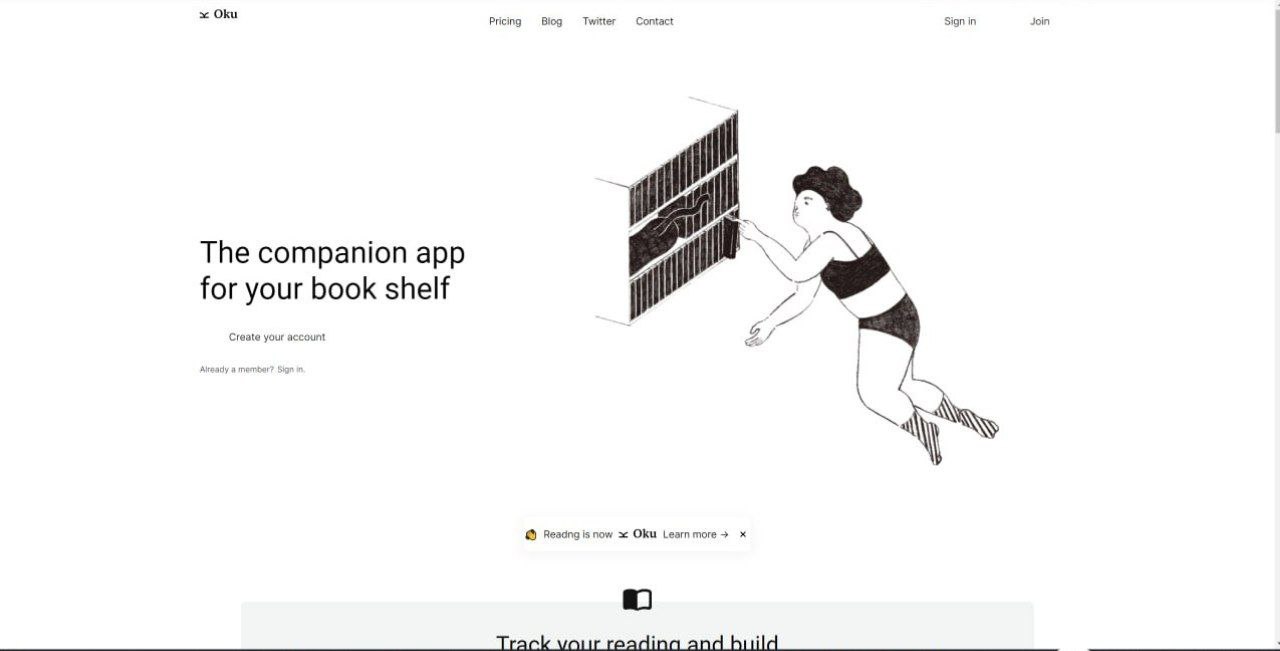 Oku
Pricing Blog Twitter Contact
Sign in Join
The companion app
for your book shelf
Create your account
Already a member? Sign in.
Readng is now Oku Learn more → ×
Track your reading and build